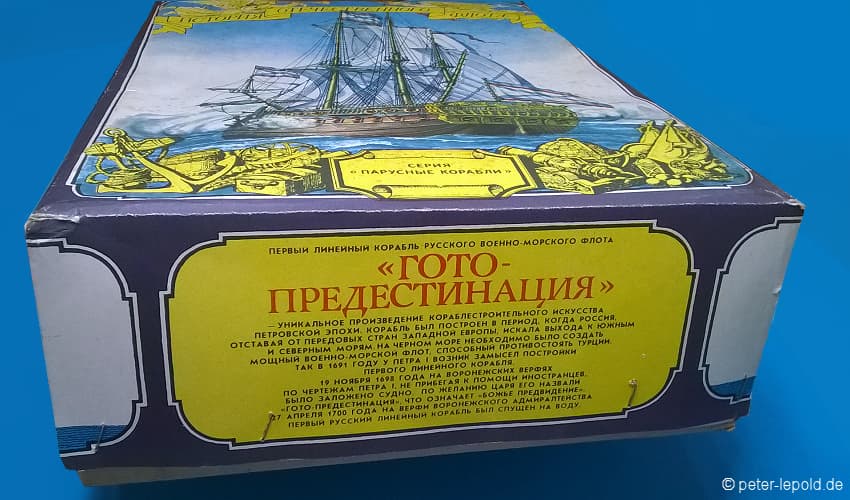 ИСТОРИЯ ОТЕЧЕСТВЕННОГО ФЛОТА
СЕРИЯ
«ПАРУСНЫЕ КОРАБЛИ»
ПЕРВЫЙ ЛИНЕЙНЫЙ КОРАБЛЬ РУССКОГО ВОЕННО-МОРСКОГО ФЛОТА
«ГОТО-
ПРЕДЕСТИНАЦИЯ»
— УНИКАЛЬНОЕ ПРОИЗВЕДЕНИЕ КОРАБЛЕСТРОИТЕЛЬНОГО ИСКУССТВА
ПЕТРОВСКОЙ ЭПОХИ. КОРАБЛЬ БЫЛ ПОСТРОЕН В ПЕРИОД, КОГДА РОССИЯ,
ОТСТАВАЯ ОТ ПЕРЕДОВЫХ СТРАН ЗАПАДНОЙ ЕВРОПЫ, ИСКАЛА ВЫХОДА К ЮЖНЫМ
И СЕВЕРНЫМ МОРЯМ. НА ЧЕРНОМ МОРЕ НЕОБХОДИМО БЫЛО СОЗДАТЬ
МОЩНЫЙ ВОЕННО-МОРСКОЙ ФЛОТ, СПОСОБНЫЙ ПРОТИВОСТОЯТЬ ТУРЦИИ.
ТАК В 1691 ГОДУ У ПЕТРА I ВОЗНИК ЗАМЫСЕЛ ПОСТРОЙКИ
ПЕРВОГО ЛИНЕЙНОГО КОРАБЛЯ.
19 НОЯБРЯ 1698 ГОДА НА ВОРОНЕЖСКИХ ВЕРФЯХ
ПО ЧЕРТЕЖАМ ПЕТРА I, НЕ ПРИБЕГАЯ К ПОМОЩИ ИНОСТРАНЦЕВ,
БЫЛО ЗАЛОЖЕНО СУДНО. ПО ЖЕЛАНИЮ ЦАРЯ ЕГО НАЗВАЛИ
«ГОТО-ПРЕДЕСТИНАЦИЯ», ЧТО ОЗНАЧАЕТ «БОЖЬЕ ПРЕДВИДЕНИЕ».
27 АПРЕЛЯ 1700 ГОДА НА ВЕРФИ ВОРОНЕЖСКОГО АДМИРАЛТЕЙСТВА
ПЕРВЫЙ РУССКИЙ ЛИНЕЙНЫЙ КОРАБЛЬ БЫЛ СПУЩЕН НА ВОДУ.
© peter-lepold.de